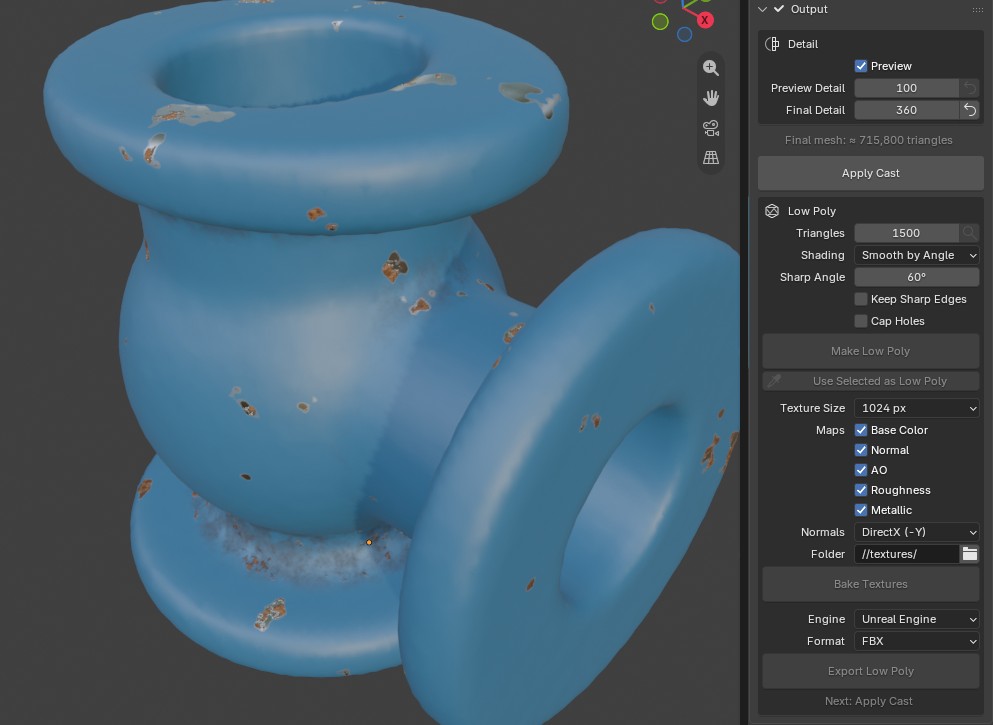 X
Output
Detail
Preview
Preview Detail 100
Final Detail 360
Final mesh: ≈ 715,800 triangles
Apply Cast
Low Poly
Triangles 1500
Shading Smooth by Angle
Sharp Angle 60°
Keep Sharp Edges
Cap Holes
Make Low Poly
Use Selected as Low Poly
Texture Size 1024 px
Maps Base Color
Normal
AO
Roughness
Metallic
Normals DirectX (-Y)
Folder //textures/
Bake Textures
Engine Unreal Engine
Format FBX
Export Low Poly
Next: Apply Cast